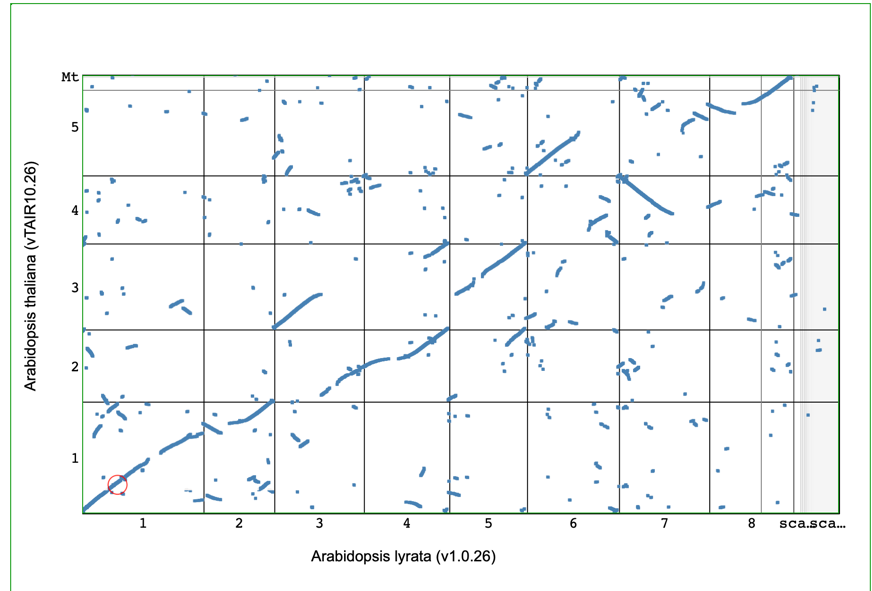 Mt
5
4
3
2
1
Arabidopsis thaliana (vTAIR10.26)
1 2 3 4 5 6 7 8 sca.sca…
Arabidopsis lyrata (v1.0.26)